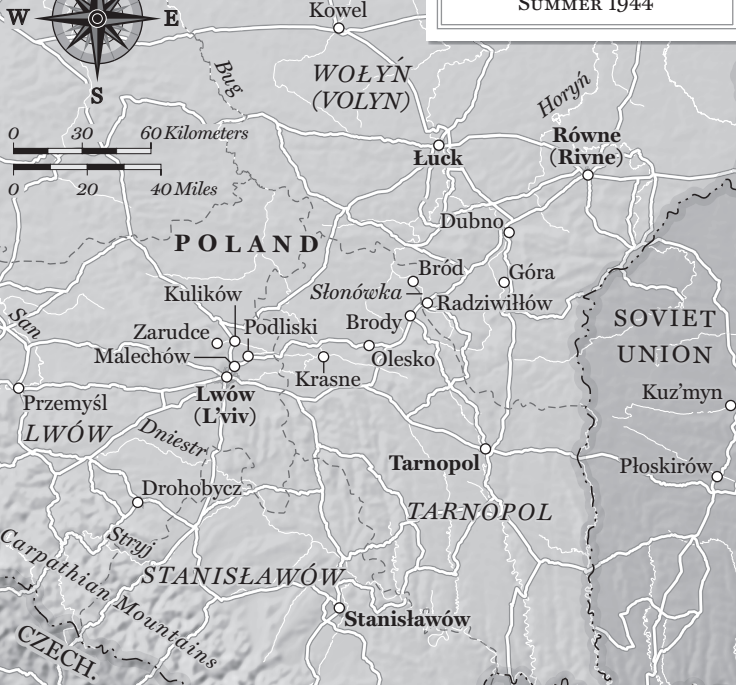 SUMMER 1944
W
E
S
Kowel
Bug
WOŁYŃ
(VOLYN)
Horyń
0 30 60 Kilometers
0 20 40 Miles
Łuck
Równe
(Rivne)
Dubno
POLAND
Bród
Góra
Słonówka
Radziwiłłów
Kulików
Brody
SOVIET
UNION
San
Zarudce
Podliski
Malechów
Olesko
Krasne
Przemyśl
Lwów
(L'viv)
Kuz'myn
LWÓW
Dniestr
Tarnopol
Płoskirów
Drohobycz
TARNOPOL
Stryj
Carpathian Mountains
STANISŁAWÓW
Stanisławów
CZECH.